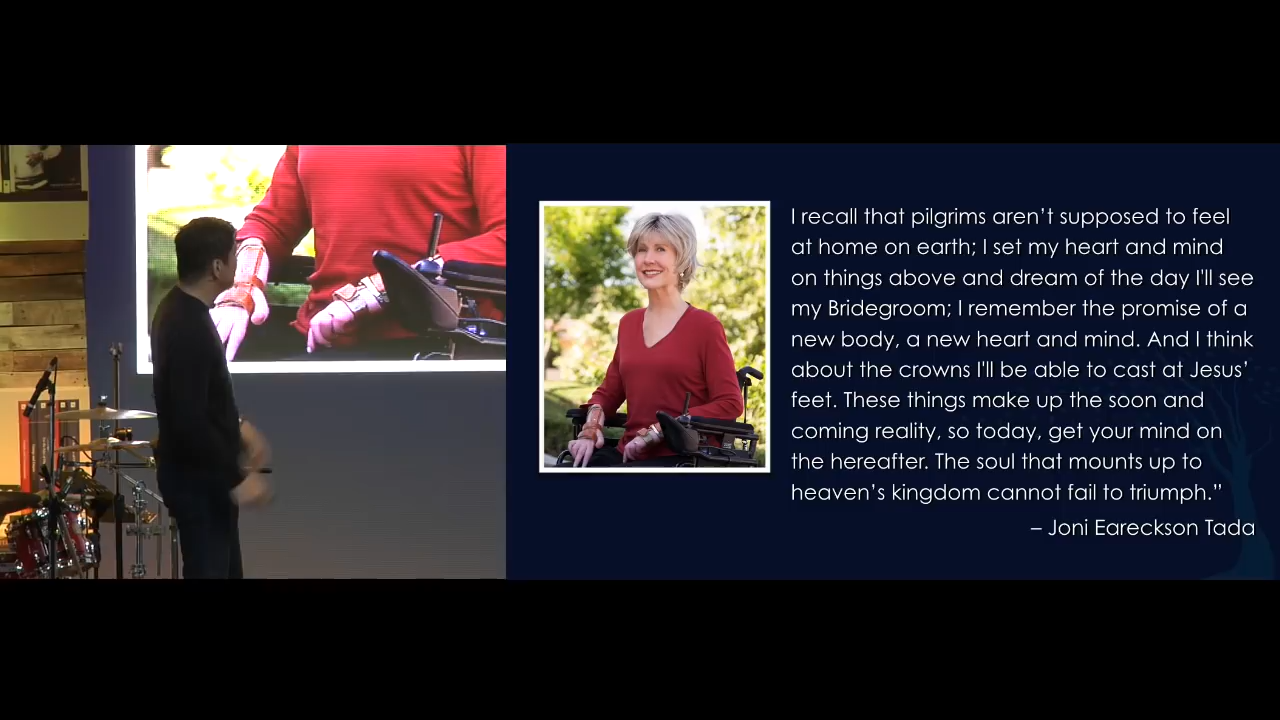 I recall that pilgrims aren’t supposed to feel
at home on earth; I set my heart and mind
on things above and dream of the day I'll see
my Bridegroom; I remember the promise of a
new body, a new heart and mind. And I think
about the crowns I'll be able to cast at Jesus’
feet. These things make up the soon and
coming reality, so today, get your mind on
the hereafter. The soul that mounts up to
heaven’s kingdom cannot fail to triumph.”
– Joni Eareckson Tada